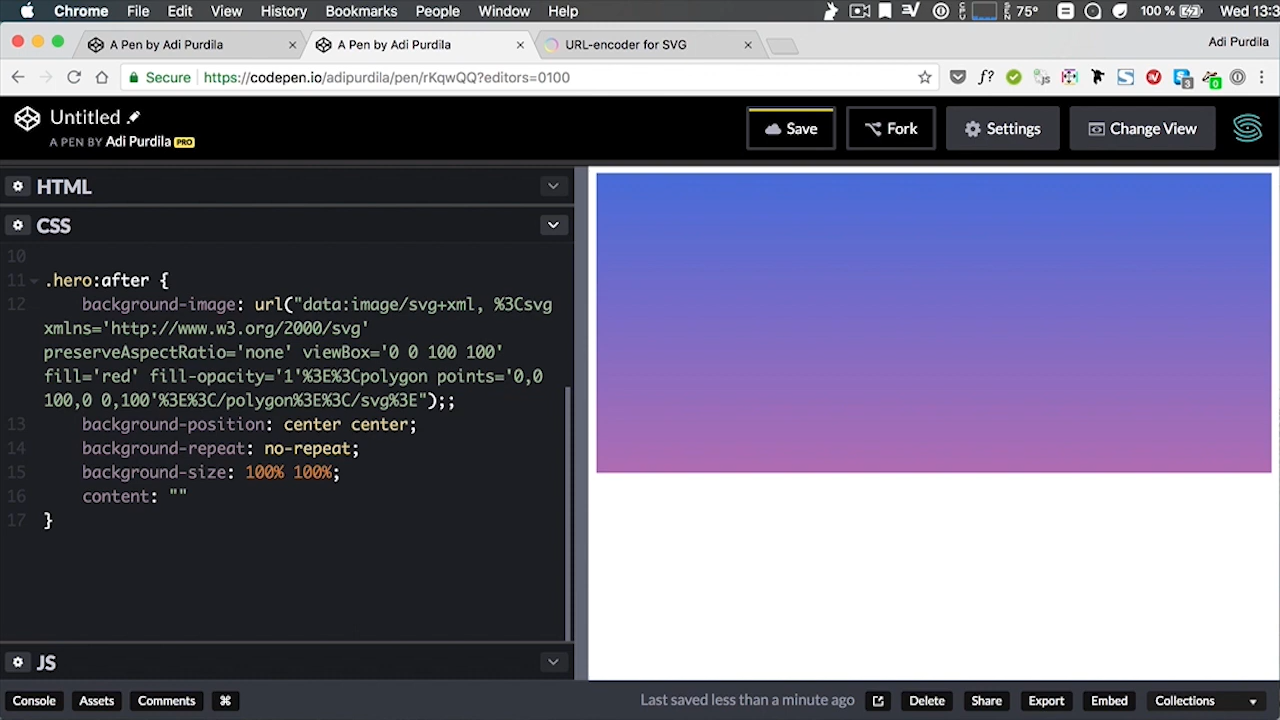 Chrome File Edit View History Bookmarks People Window Help 75° 100% Wed 13:3
A Pen by Adi Purdila A Pen by Adi Purdila URL-encoder for SVG Adi Purdila
Secure https://codepen.io/adipurdila/pen/rKqwQQ?editors=0100
Untitled
A PEN BY Adi Purdila PRO
Save Fork Settings Change View
HTML
CSS
10
11 .hero:after {
12 background-image: url("data:image/svg+xml, %3Csvg
xmlns='http://www.w3.org/2000/svg'
preserveAspectRatio='none' viewBox='0 0 100 100'
fill='red' fill-opacity='1'%3E%3Cpolygon points='0,0
100,0 0,100'%3E%3C/polygon%3E%3C/svg%3E");;
13 background-position: center center;
14 background-repeat: no-repeat;
15 background-size: 100% 100%;
16 content: ""
17 }
JS
Console Assets Comments ⌘ Last saved less than a minute ago Delete Share Export Embed Collections